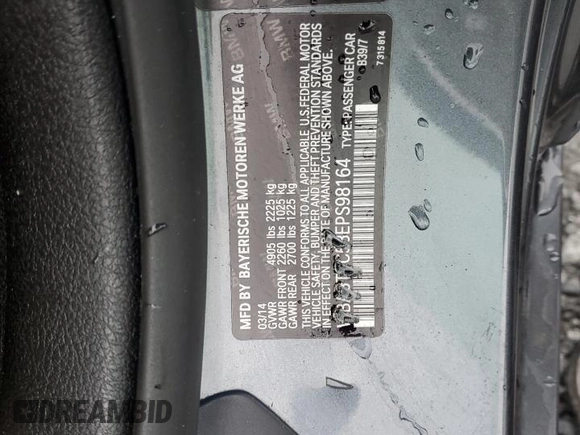 MFD BY BAYERISCHE MOTOREN WERKE AG
03/14
GVWR 4905 lbs 2225 kg
GAWR FRONT 2260 lbs 1025 kg
GAWR REAR 2700 lbs 1225 kg
THIS VEHICLE CONFORMS TO ALL APPLICABLE U.S. FEDERAL MOTOR
VEHICLE SAFETY, BUMPER AND THEFT PREVENTION STANDARDS
IN EFFECT ON THE DATE OF MANUFACTURE SHOWN ABOVE.
TYPE: PASSENGER CAR
B39/7
7 315 814
BMW
DREAMBID